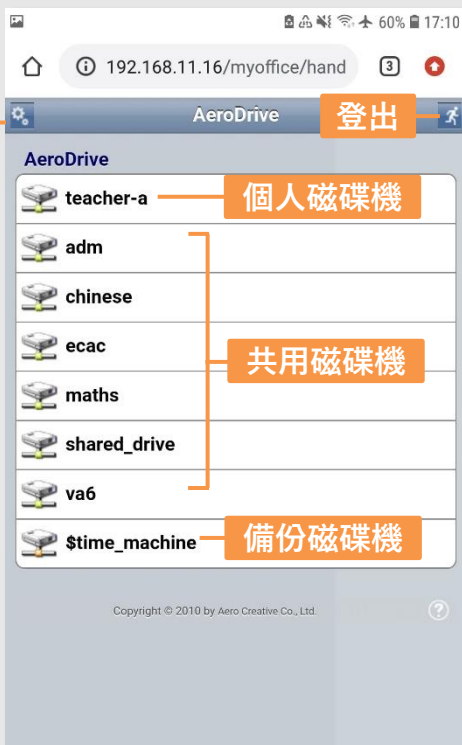 60% 17:10
192.168.11.16/myoffice/hand 3
AeroDrive 登出
AeroDrive
teacher-a 個人磁碟機
adm
chinese
ecac
共用磁碟機
maths
shared_drive
va6
$time_machine 備份磁碟機
Copyright © 2010 by Aero Creative Co., Ltd.